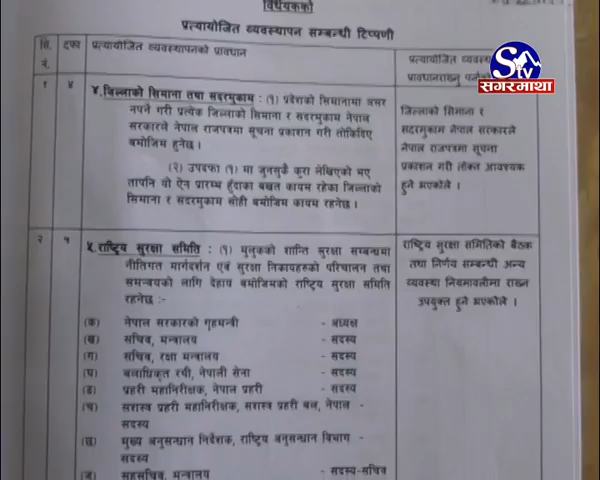 विधेयकको
प्रत्यायोजित व्यवस्थापन सम्बन्धी टिप्पणी
सि.नं.
दफा
प्रत्यायोजित व्यवस्थापनको प्रावधान
प्रत्यायोजित
प्रावधान
STV
सगरमाथा
१
४
४. जिल्लाको सिमाना तथा सदरमुकाम : (१) प्रदेशको सिमानामा असर
नपर्ने गरी प्रत्येक जिल्लाको सिमाना र सदरमुकाम नेपाल
सरकारले नेपाल राजपत्रमा सूचना प्रकाशन गरी तोकिदिए
बमोजिम हुनेछ ।
(२) उपदफा (१) मा जुनसुकै कुरा लेखिएको भए
तापनि यो ऐन प्रारम्भ हुँदाका बखत कायम रहेका जिल्लाको
सिमाना र सदरमुकाम सोही बमोजिम कायम रहनेछ ।
जिल्लाको सिमाना र
सदरमुकाम नेपाल सरकारले
नेपाल राजपत्रमा सूचना
प्रकाशन गरी तोक्न आवश्यक
हुने भएकोले ।
२
५
५. राष्ट्रिय सुरक्षा समिति : (१) मुलुकको शान्ति सुरक्षा सम्बन्धमा
नीतिगत मार्गदर्शन एवं सुरक्षा निकायहरुको परिचालन तथा
समन्वयको लागि देहाय बमोजिमको राष्ट्रिय सुरक्षा समिति
रहनेछ :-
(क) नेपाल सरकारको गृहमन्त्री - अध्यक्ष
(ख) सचिव, मन्त्रालय - सदस्य
(ग) सचिव, रक्षा मन्त्रालय - सदस्य
(घ) बलाधिकृत रथी, नेपाली सेना - सदस्य
(ङ) प्रहरी महानिरीक्षक, नेपाल प्रहरी - सदस्य
(च) सशस्त्र प्रहरी महानिरीक्षक, सशस्त्र प्रहरी बल, नेपाल -
सदस्य
(छ) मुख्य अनुसन्धान निर्देशक, राष्ट्रिय अनुसन्धान विभाग -
सदस्य
(ज) सहसचिव, मन्त्रालय - सदस्य-सचिव
राष्ट्रिय सुरक्षा समितिको बैठक
तथा निर्णय सम्बन्धी अन्य
व्यवस्था नियमावलीमा राख्न
उपयुक्त हुने भएकोले ।